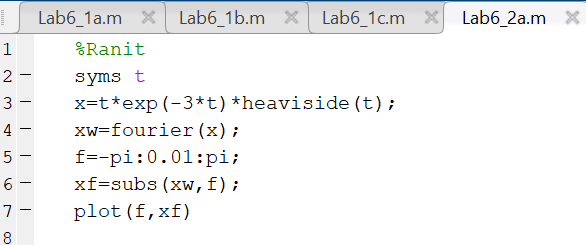 Lab6_1a.m Lab6_1b.m Lab6_1c.m Lab6_2a.m
1 %Ranit
2 - syms t
3 - x=t*exp(-3*t)*heaviside(t);
4 - xw=fourier(x);
5 - f=-pi:0.01:pi;
6 - xf=subs(xw,f);
7 - plot(f,xf)
8